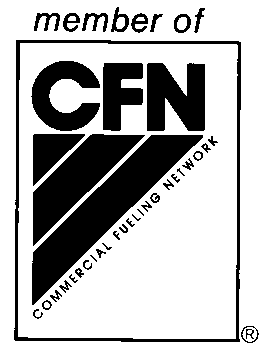 member of
CFN
COMMERCIAL FUELING NETWORK
®